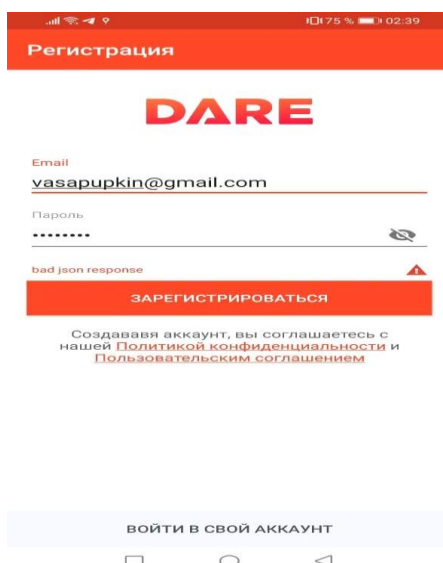 75 % 02:39
Регистрация
DARE
Email
vasapupkin@gmail.com
Пароль
••••••••
bad json response
ЗАРЕГИСТРИРОВАТЬСЯ
Создававя аккаунт, вы соглашаетесь с
нашей Политикой конфиденциальности и
Пользовательским соглашением
ВОЙТИ В СВОЙ АККАУНТ